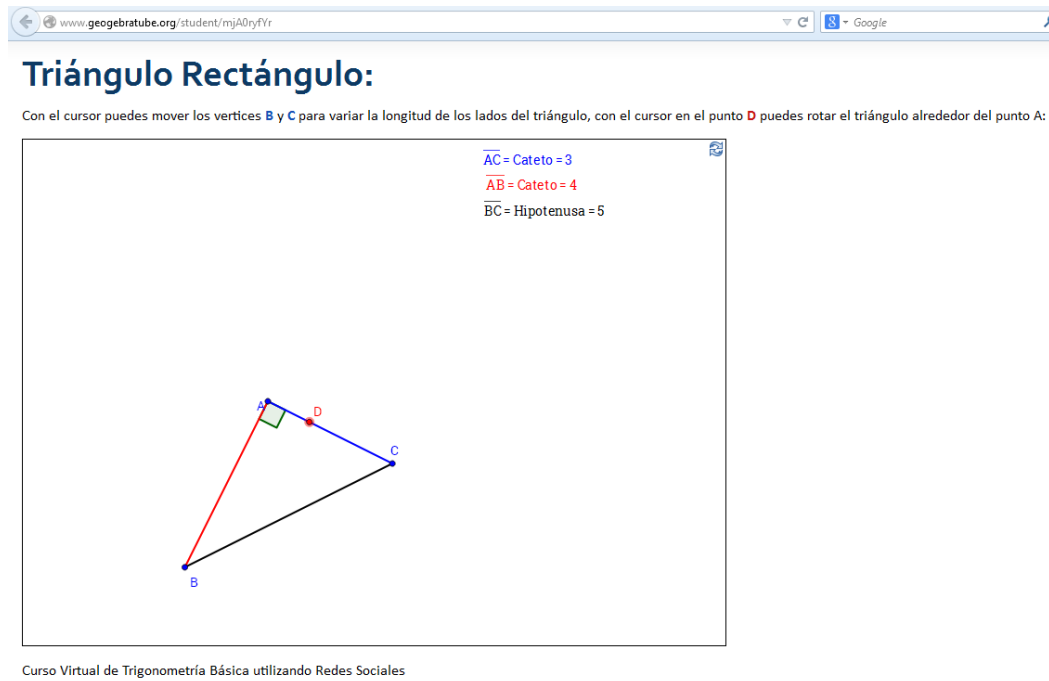 www.geogebratube.org/student/mjA0ryfYr
Google
Triángulo Rectángulo:
Con el cursor puedes mover los vertices B y C para variar la longitud de los lados del triángulo, con el cursor en el punto D puedes rotar el triángulo alrededor del punto A:
AC = Cateto = 3
AB = Cateto = 4
BC = Hipotenusa = 5
A
D
C
B
Curso Virtual de Trigonometría Básica utilizando Redes Sociales